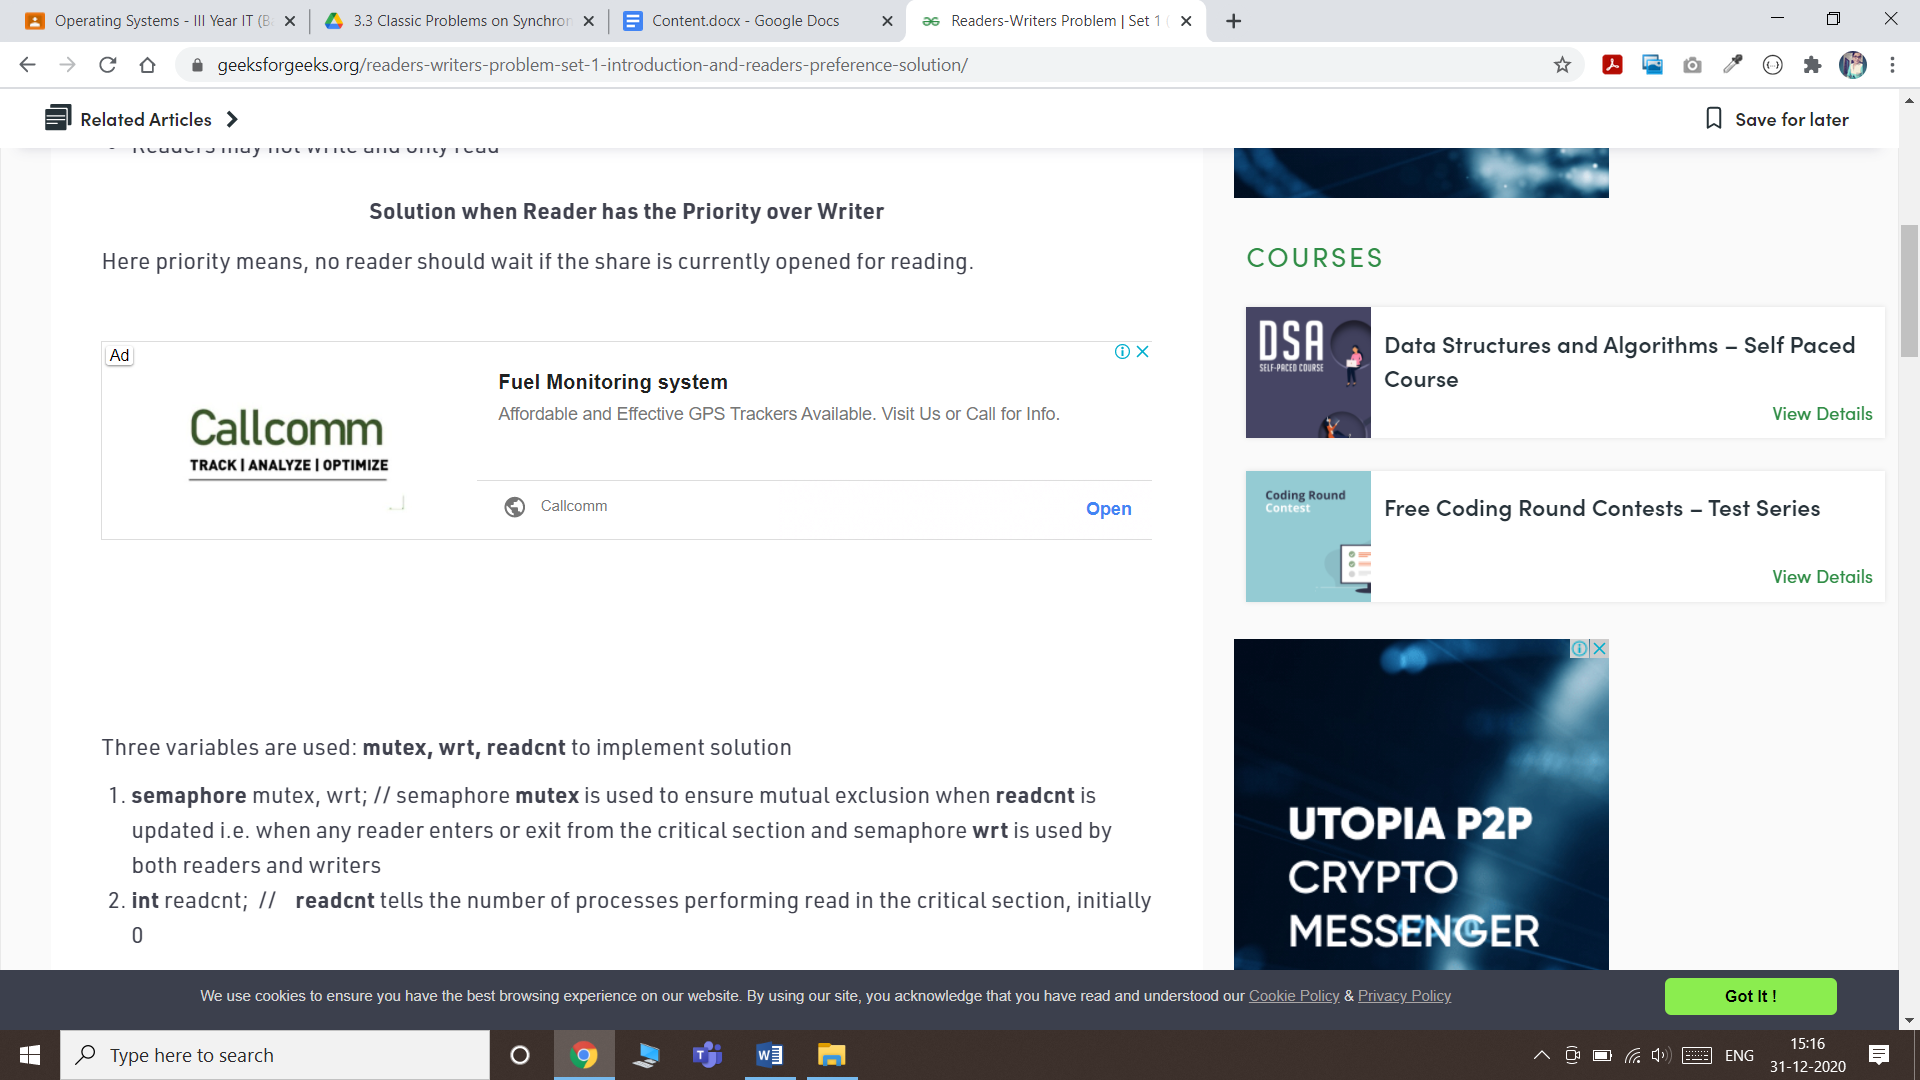 Operating Systems - III Year IT (B
3.3 Classic Problems on Synchron
Content.docx - Google Docs
Readers-Writers Problem | Set 1 (
geeksforgeeks.org/readers-writers-problem-set-1-introduction-and-readers-preference-solution/
Related Articles
Save for later
Readers may not write and only read
Solution when Reader has the Priority over Writer
Here priority means, no reader should wait if the share is currently opened for reading.
Ad
Callcomm
TRACK | ANALYZE | OPTIMIZE
Fuel Monitoring system
Affordable and Effective GPS Trackers Available. Visit Us or Call for Info.
Callcomm
Open
Three variables are used: mutex, wrt, readcnt to implement solution
1. semaphore mutex, wrt; // semaphore mutex is used to ensure mutual exclusion when readcnt is
updated i.e. when any reader enters or exit from the critical section and semaphore wrt is used by
both readers and writers
2. int readcnt; // readcnt tells the number of processes performing read in the critical section, initially
0
COURSES
DSA
SELF-PACED COURSE
Data Structures and Algorithms – Self Paced
Course
View Details
Coding Round
Contest
Free Coding Round Contests – Test Series
View Details
UTOPIA P2P
CRYPTO
MESSENGER
We use cookies to ensure you have the best browsing experience on our website. By using our site, you acknowledge that you have read and understood our Cookie Policy & Privacy Policy
Got It !
Type here to search
ENG
15:16
31-12-2020